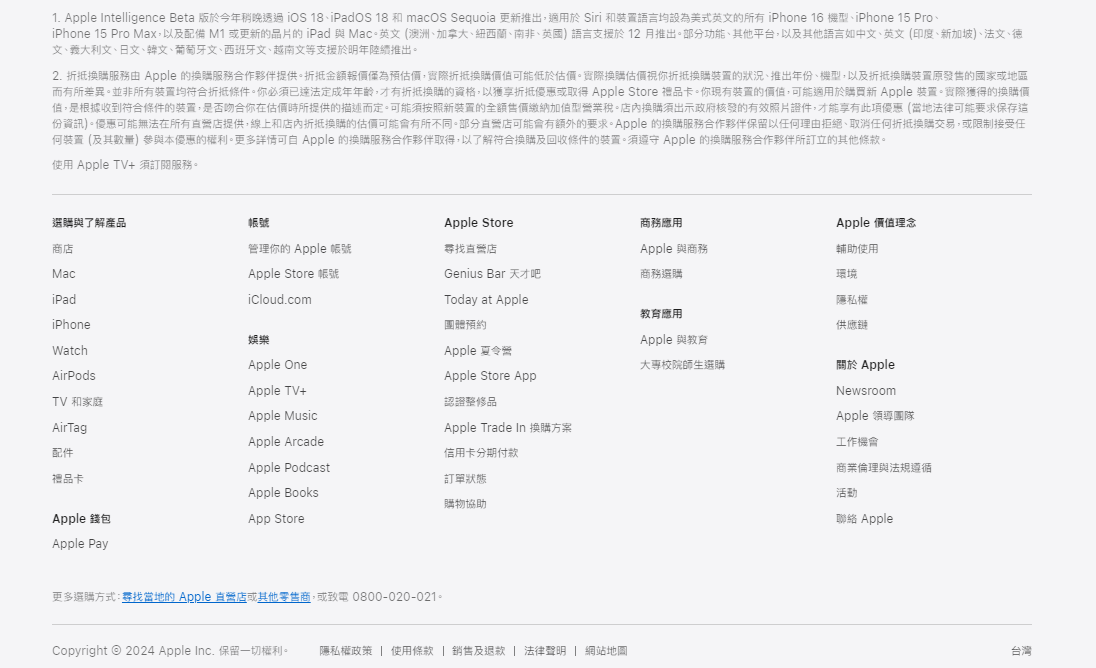 1. Apple Intelligence Beta 版於今年稍晚透過 iOS 18、iPadOS 18 和 macOS Sequoia 更新推出，適用於 Siri 和裝置語言均設為美式英文的所有 iPhone 16 機型、iPhone 15 Pro、
iPhone 15 Pro Max，以及配備 M1 或更新的晶片的 iPad 與 Mac。英文 (澳洲、加拿大、紐西蘭、南非、英國) 語言支援於 12 月推出。部分功能、其他平台，以及其他語言如中文、英文 (印度、新加坡)、法文、德
文、義大利文、日文、韓文、葡萄牙文、西班牙文、越南文等支援於明年陸續推出。
2. 折抵換購服務由 Apple 的換購服務合作夥伴提供。折抵金額報價僅為預估價，實際折抵換購價值可能低於估價。實際換購估價視你折抵換購裝置的狀況、推出年份、機型，以及折抵換購裝置原發售的國家或地區
而有所差異。並非所有裝置均符合折抵條件。你必須已達法定成年年齡，才有折抵換購的資格，以獲享折抵優惠或取得 Apple Store 禮品卡。你現有裝置的價值，可能適用於購買新 Apple 裝置。實際獲得的換購價
值，是根據收到符合條件的裝置，是否吻合你在估價時所提供的描述而定。可能須按照新裝置的全額售價繳納加值型營業稅。店內換購須出示政府核發的有效照片證件，才能享有此項優惠 (當地法律可能要求保存這
份資訊)。優惠可能無法在所有直營店提供，線上和店內折抵換購的估價可能會有所不同。部分直營店可能會有額外的要求。Apple 的換購服務合作夥伴保留以任何理由拒絕、取消任何折抵換購交易，或限制接受任
何裝置 (及其數量) 參與本優惠的權利。更多詳情可自 Apple 的換購服務合作夥伴取得，以了解符合換購及回收條件的裝置。須遵守 Apple 的換購服務合作夥伴所訂立的其他條款。
使用 Apple TV+ 須訂閱服務。
選購與了解產品
商店
Mac
iPad
iPhone
Watch
AirPods
TV 和家庭
AirTag
配件
禮品卡
Apple 錢包
Apple Pay
帳號
管理你的 Apple 帳號
Apple Store 帳號
iCloud.com
娛樂
Apple One
Apple TV+
Apple Music
Apple Arcade
Apple Podcast
Apple Books
App Store
Apple Store
尋找直營店
Genius Bar 天才吧
Today at Apple
團體預約
Apple 夏令營
Apple Store App
認證整修品
Apple Trade In 換購方案
信用卡分期付款
訂單狀態
購物協助
商務應用
Apple 與商務
商務選購
教育應用
Apple 與教育
大專校院師生選購
Apple 價值理念
輔助使用
環境
隱私權
供應鏈
關於 Apple
Newsroom
Apple 領導團隊
工作機會
商業倫理與法規遵循
活動
聯絡 Apple
更多選購方式：尋找當地的 Apple 直營店或其他零售商，或致電 0800-020-021。
Copyright © 2024 Apple Inc. 保留一切權利。 隱私權政策 | 使用條款 | 銷售及退款 | 法律聲明 | 網站地圖 台灣